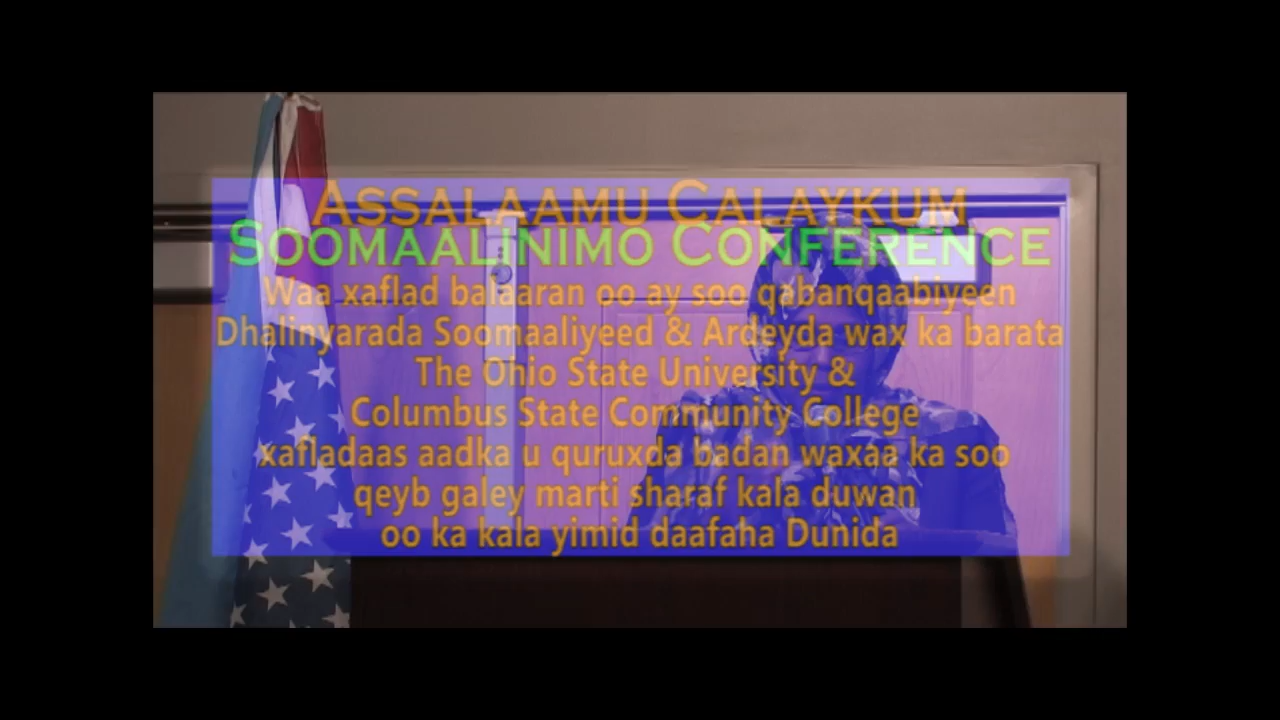 ASSALAAMU CALAYKUM
SOOMAALINIMO CONFERENCE
Waa xaflad balaaran oo ay soo qabanqaabiyeen
Dhalinyarada Soomaaliyeed & Ardeyda wax ka barata
The Ohio State University &
Columbus State Community College
xafladaas aadka u quruxda badan waxaa ka soo
qeyb galey marti sharaf kala duwan
oo ka kala yimid daafaha Dunida